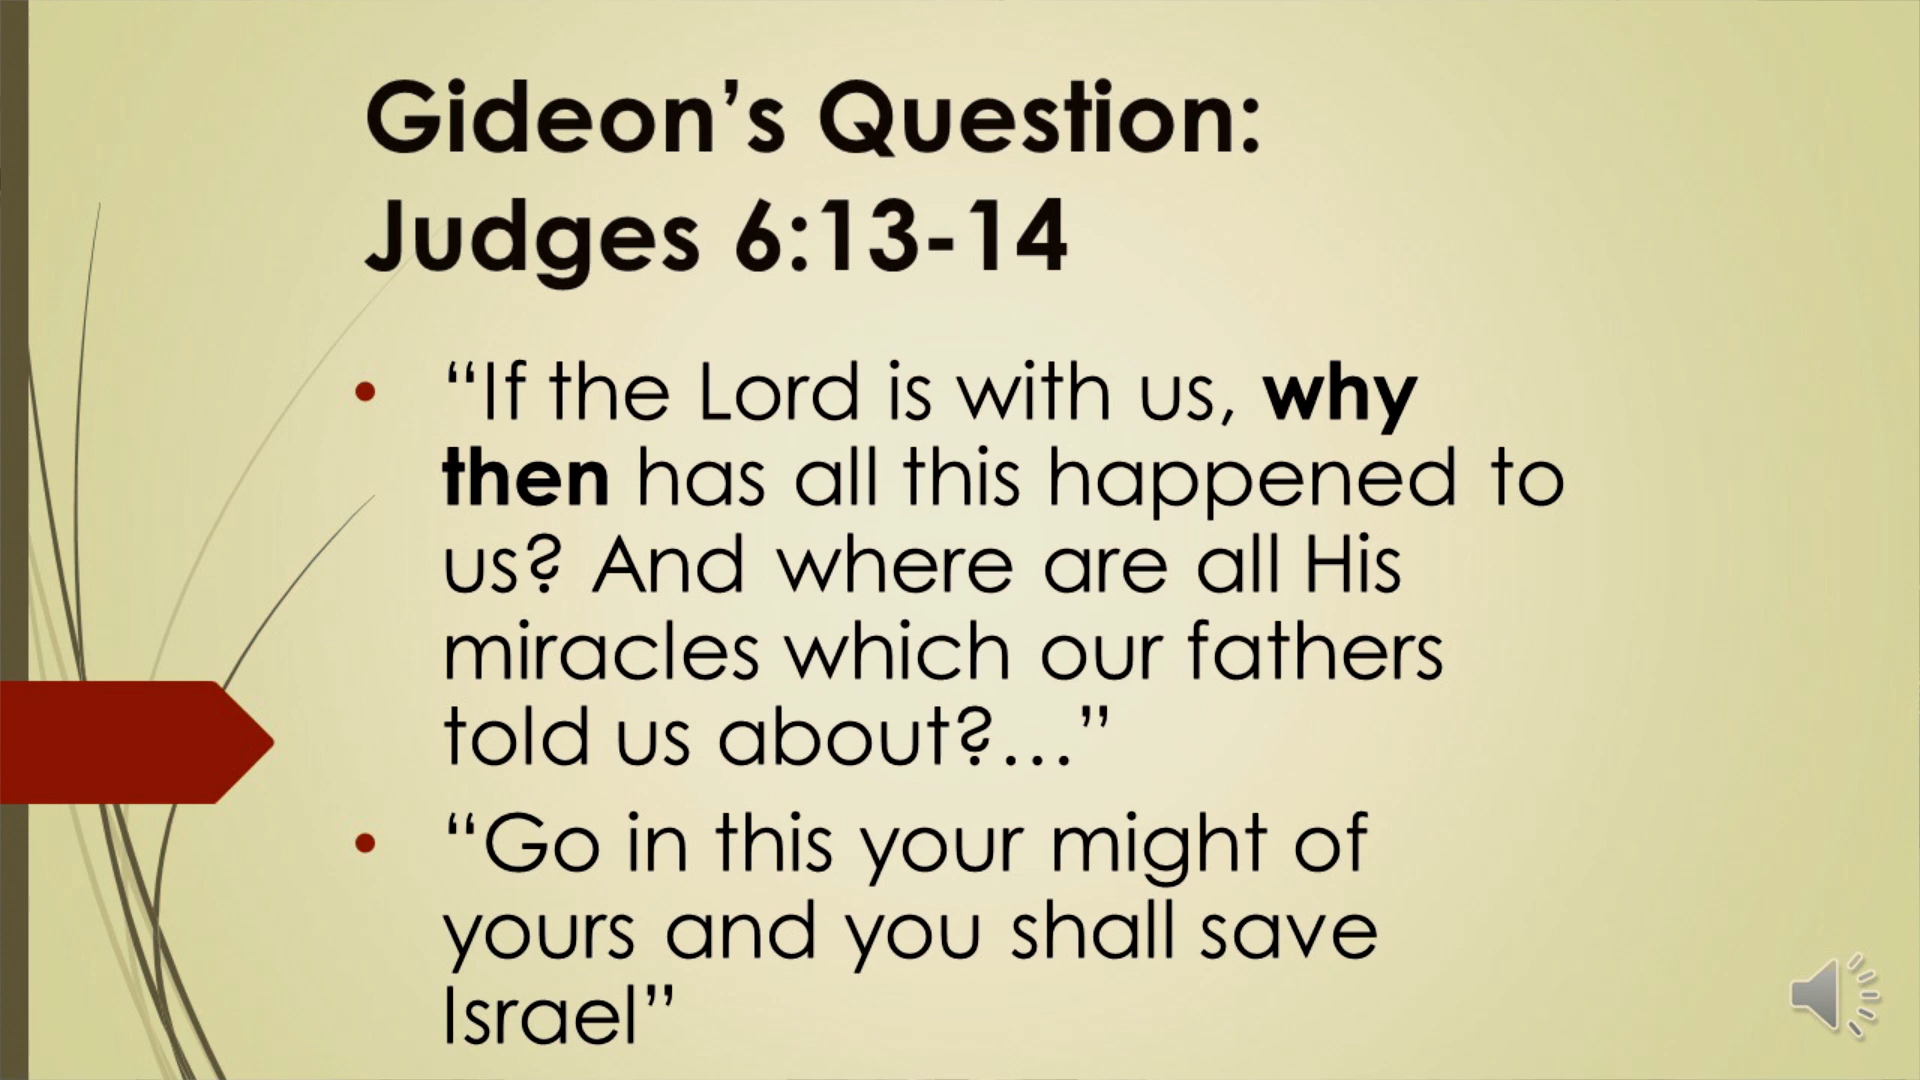 Gideon’s Question:
Judges 6:13-14
• “If the Lord is with us, why
then has all this happened to
us? And where are all His
miracles which our fathers
told us about?…”
• “Go in this your might of
yours and you shall save
Israel”